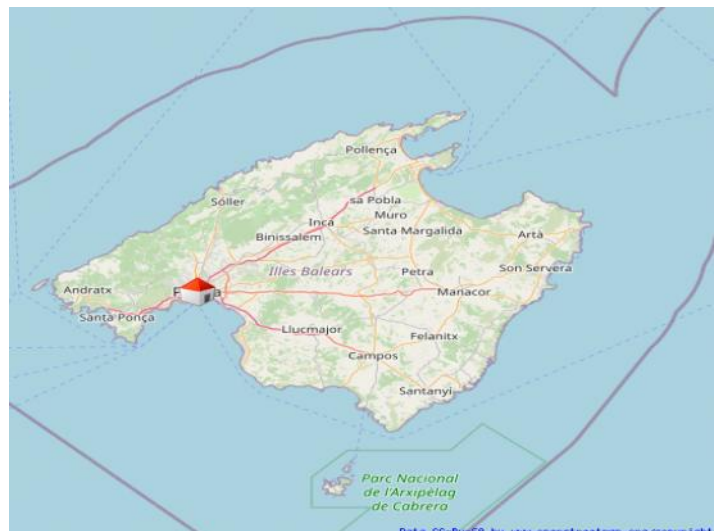 Pollença
sa Pobla
Muro
Sóller
Inca
Santa Margalida
Binissalem
Artà
Illes Balears
Petra
Son Servera
Andratx
Manacor
Santa Ponça
Llucmajor
Felanitx
Campos
Santanyí
Parc Nacional
de l'Arxipèlag
de Cabrera